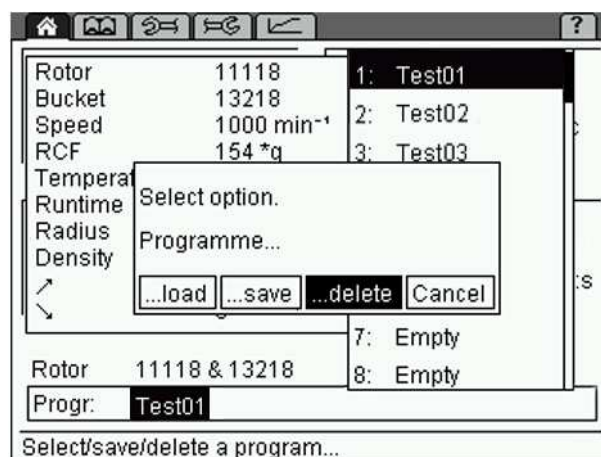 ?
Rotor 11118
Bucket 13218
Speed 1000 min⁻¹
RCF 154 *g
Temperat
Runtime
Radius
Density
1: Test01
2: Test02
3: Test03
7: Empty
8: Empty
Select option.
Programme...
...load ...save ...delete Cancel
Rotor 11118 & 13218
Progr: Test01
Select/save/delete a program...